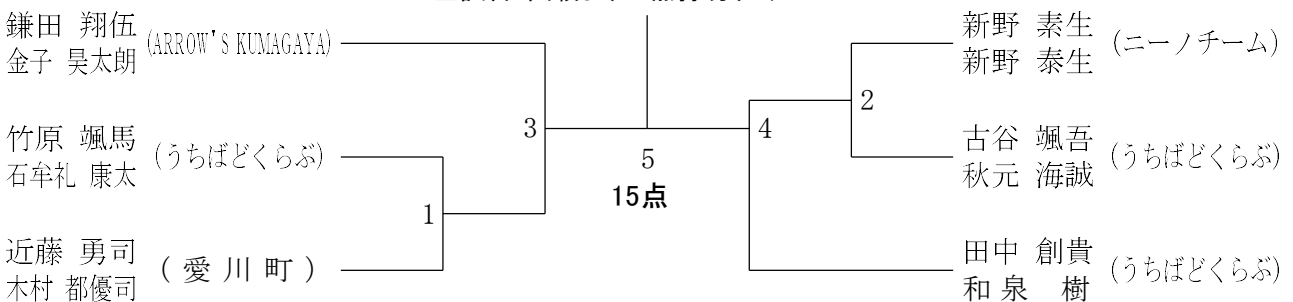 鎌田 翔伍
金子 昊太朗
(ARROW'S KUMAGAYA)
竹原 颯馬
石牟礼 康太
(うちばどくらぶ)
近藤 勇司
木村 都優司
(愛川町)
1
3
5
15点
4
2
新野 素生
新野 泰生
(ニーノチーム)
古谷 颯吾
秋元 海誠
(うちばどくらぶ)
田中 創貴
和泉 樹
(うちばどくらぶ)